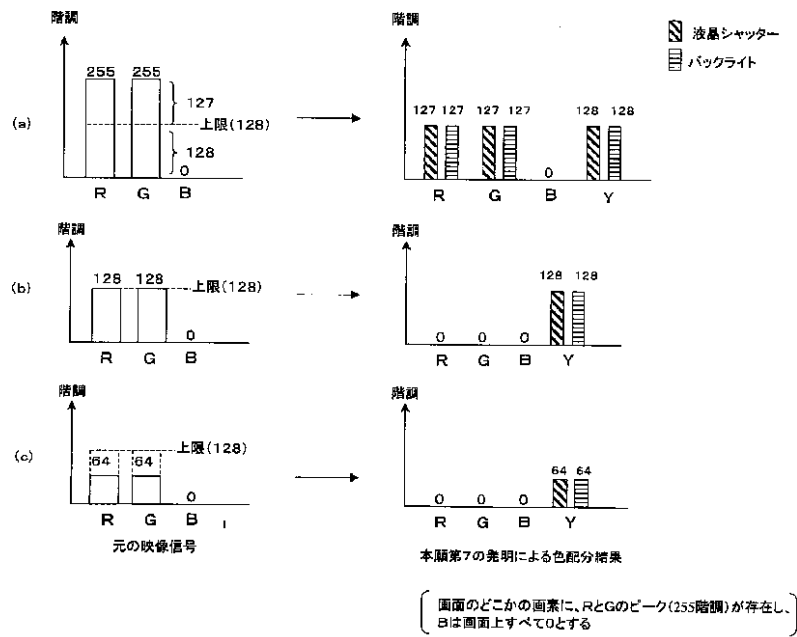 階調
階調
液晶シャッター
バックライト
(a)
255
255
127
上限(128)
128
0
R
G
B
127
127
127
127
0
128
128
R
G
B
Y
階調
階調
(b)
128
128
上限(128)
0
R
G
B
0
0
0
128
128
R
G
B
Y
階調
階調
(c)
64
64
上限(128)
0
R
G
B
元の映像信号
0
0
0
64
64
R
G
B
Y
本願第7の発明による色配分結果
画面のどこかの画素に、RとGのピーク(255階調)が存在し、
Bは画面上すべて0とする